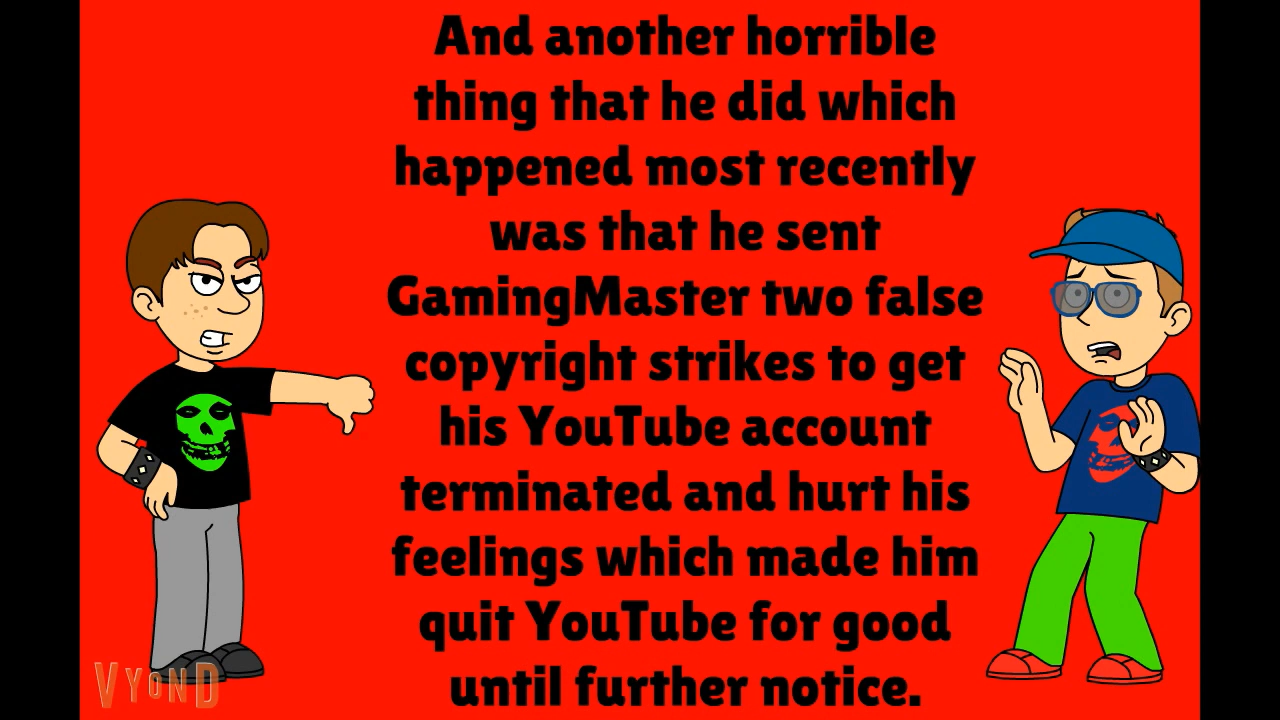 And another horrible
thing that he did which
happened most recently
was that he sent
GamingMaster two false
copyright strikes to get
his YouTube account
terminated and hurt his
feelings which made him
quit YouTube for good
until further notice.
VYOND